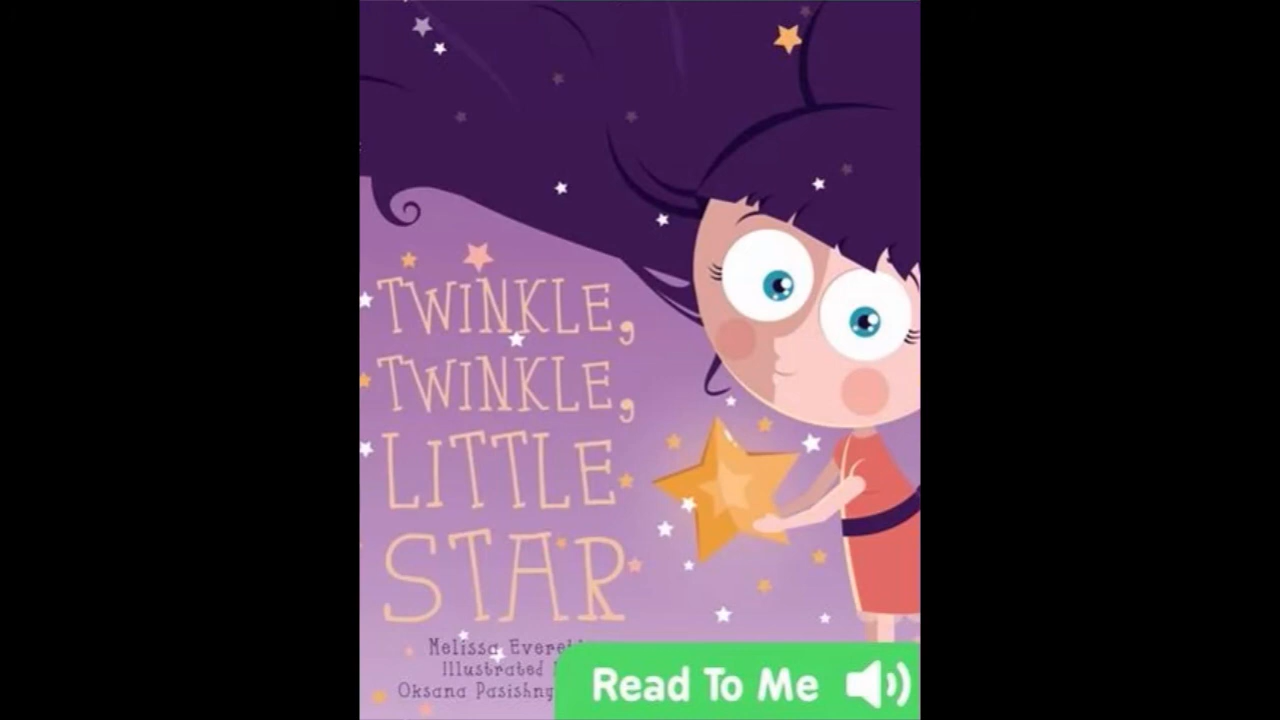 TWINKLE,
TWINKLE,
LITTLE
STAR
Melissa
Illustrated
Oksana
Read To Me